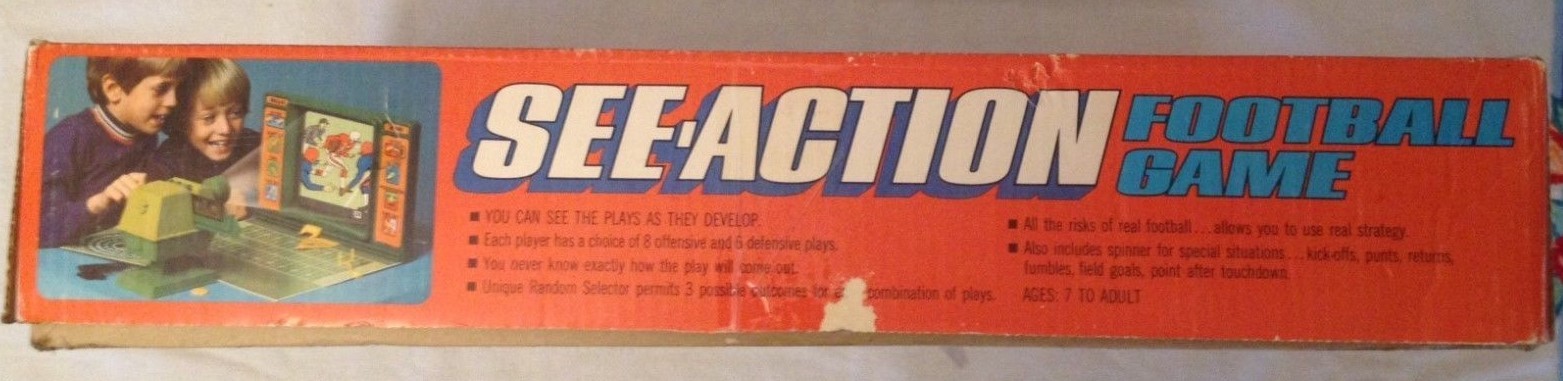 SEE-ACTION
FOOTBALL
GAME
■ YOU CAN SEE THE PLAYS AS THEY DEVELOP.
■ Each player has a choice of 8 offensive and 6 defensive plays.
■ You never know exactly how the play will come out.
■ Unique Random Selector permits 3 possible outcomes for combination of plays.
■ All the risks of real football...allows you to use real strategy.
■ Also includes spinner for special situations...kick-offs, punts, returns,
fumbles, field goals, point after touchdown.
AGES: 7 TO ADULT